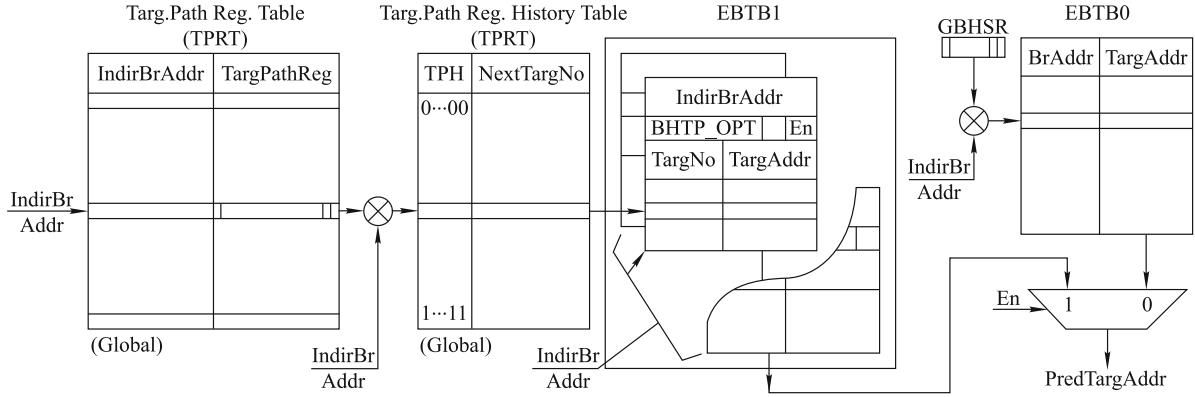 Targ.Path Reg. Table
(TPRT)
IndirBrAddr
TargPathReg
IndirBr
Addr
(Global)
Targ.Path Reg. History Table
(TPRT)
TPH
NextTargNo
0···00
1···11
(Global)
IndirBr
Addr
EBTB1
IndirBrAddr
BHTP_OPT
En
TargNo
TargAddr
IndirBr
Addr
GBHSR
IndirBr
Addr
EBTB0
BrAddr
TargAddr
En
1
0
PredTargAddr